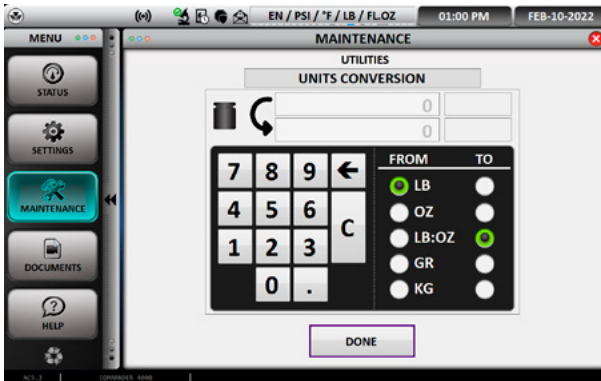 EN / PSI / °F / LB / FL.OZ
01:00 PM
FEB-10-2022
MENU
MAINTENANCE
STATUS
SETTINGS
MAINTENANCE
DOCUMENTS
HELP
UTILITIES
UNITS CONVERSION
0
0
7 8 9
4 5 6 C
1 2 3
0 .
FROM TO
LB
OZ
LB:OZ
GR
KG
DONE
AC9.3
COMMANDER 4000